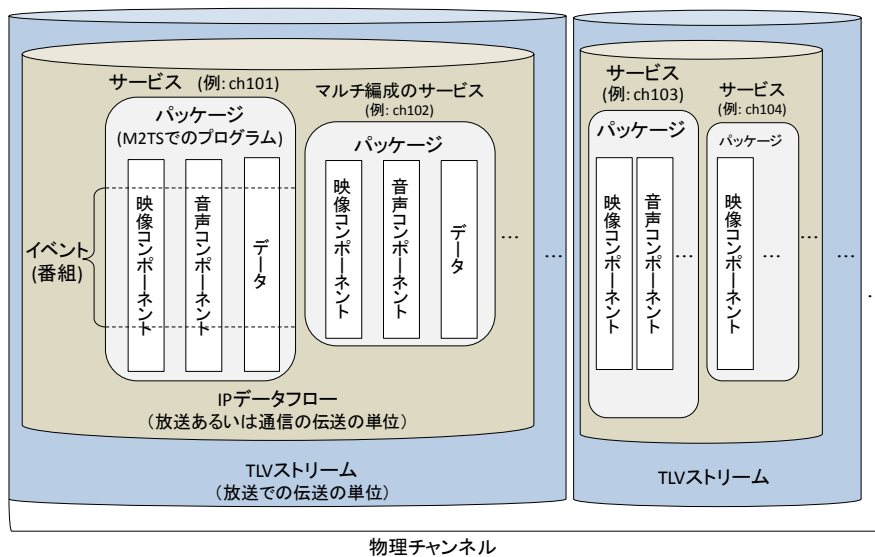 サービス (例: ch101)
パッケージ
(M2TSでのプログラム)
映像コンポーネント
音声コンポーネント
データ
イベント
(番組)
マルチ編成のサービス
(例: ch102)
パッケージ
映像コンポーネント
音声コンポーネント
データ
…
…
IPデータフロー
（放送あるいは通信の伝送の単位）
TLVストリーム
（放送での伝送の単位）
サービス
(例: ch103)
パッケージ
映像コンポーネント
音声コンポーネント
…
サービス
(例: ch104)
パッケージ
映像コンポーネント
…
…
…
TLVストリーム
…
物理チャンネル